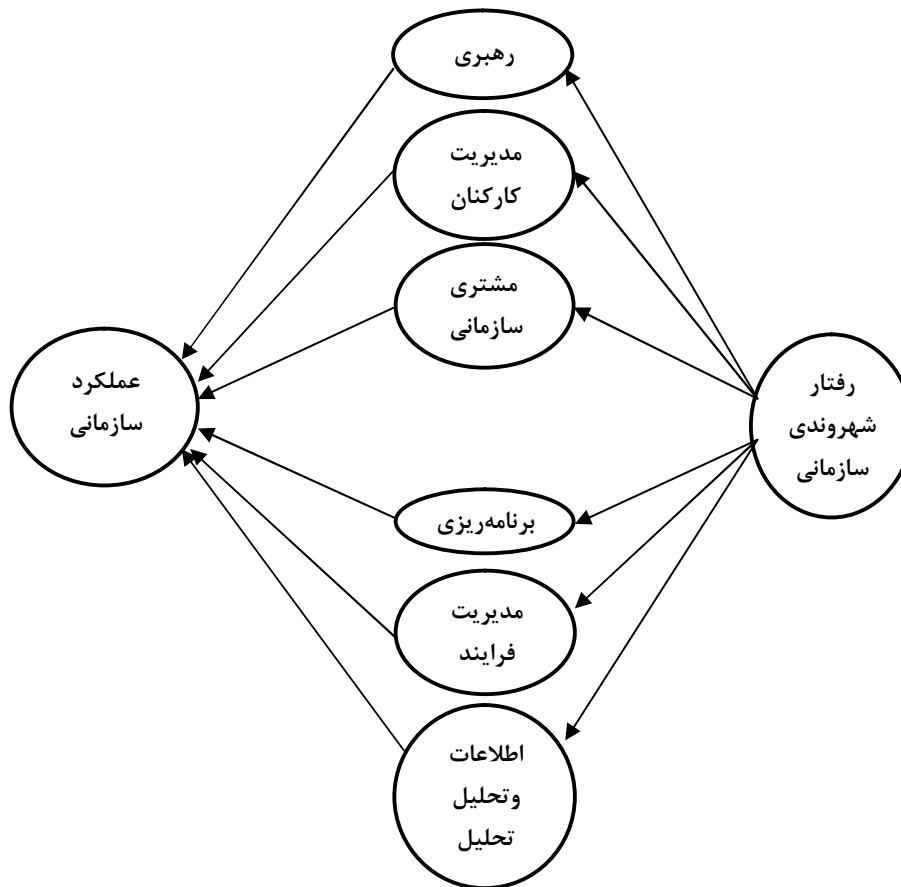 رهبری
مدیریت
کارکنان
مشتری
سازمانی
رفتار
شهروندی
سازمانی
عملکرد
سازمانی
برنامه‌ریزی
مدیریت
فرایند
اطلاعات
وتحلیل
تحلیل